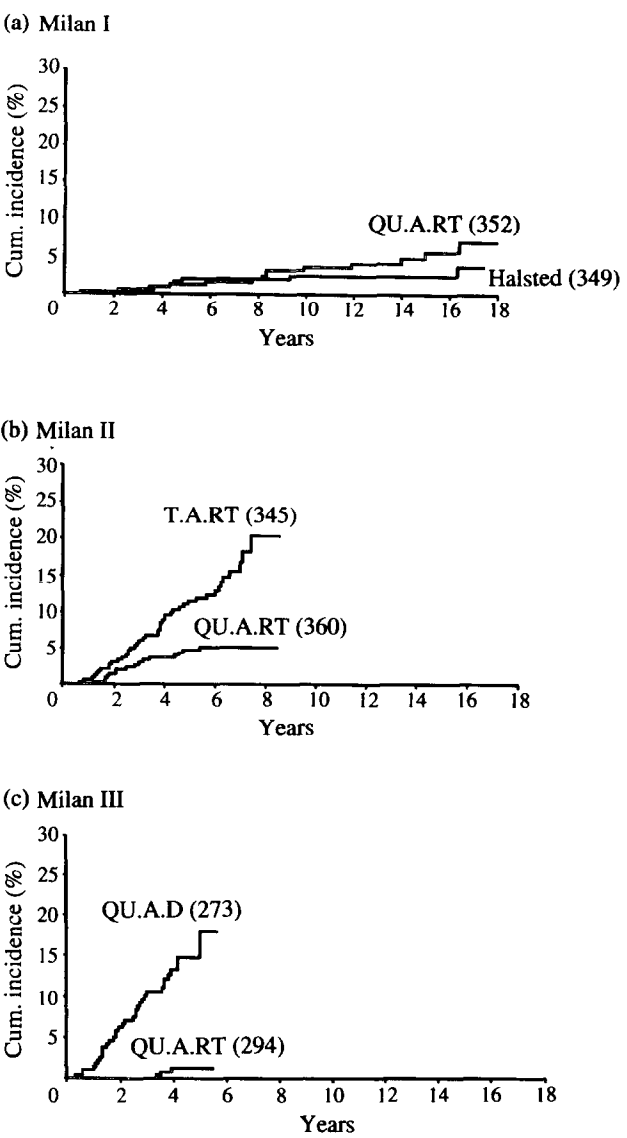 (a) Milan I
30
25
20
15
10
5
0
Cum. incidence (%)
QU.A.RT (352)
Halsted (349)
2 4 6 8 10 12 14 16 18
Years
(b) Milan II
30
25
20
15
10
5
0
Cum. incidence (%)
T.A.RT (345)
QU.A.RT (360)
2 4 6 8 10 12 14 16 18
Years
(c) Milan III
30
25
20
15
10
5
0
Cum. incidence (%)
QU.A.D (273)
QU.A.RT (294)
2 4 6 8 10 12 14 16 18
Years